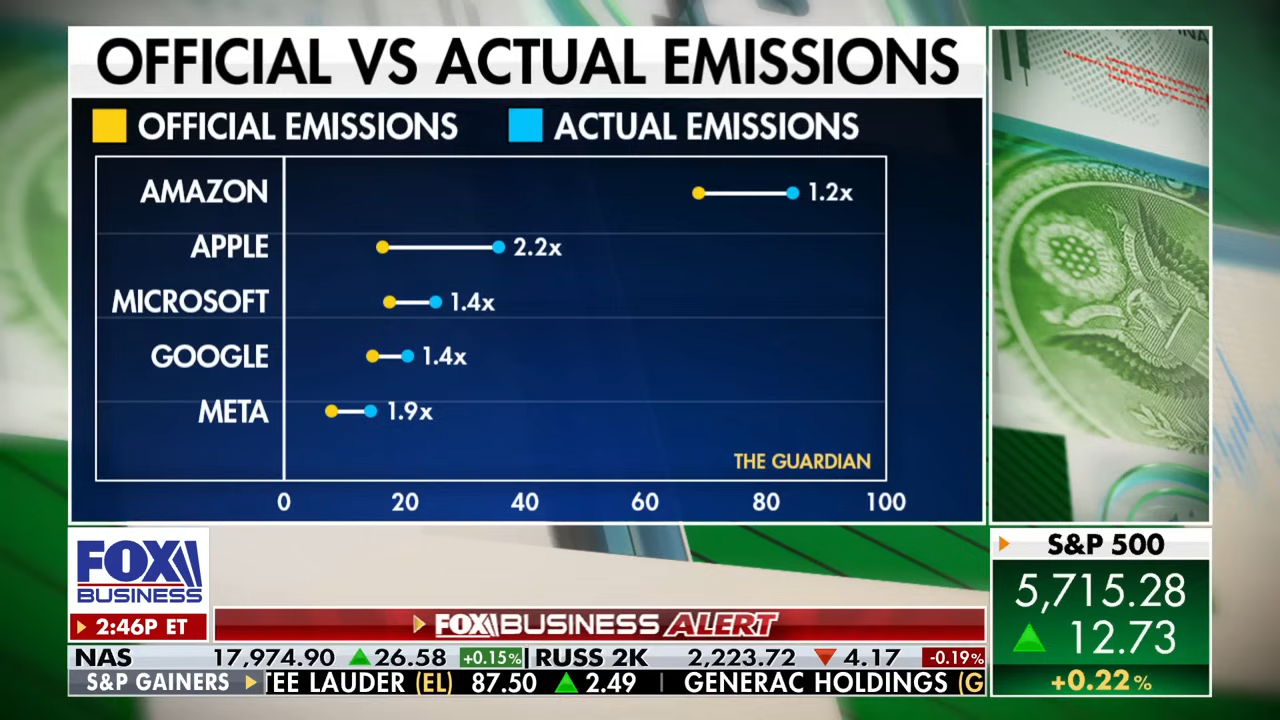 OFFICIAL VS ACTUAL EMISSIONS
OFFICIAL EMISSIONS ACTUAL EMISSIONS
AMAZON 1.2x
APPLE 2.2x
MICROSOFT 1.4x
GOOGLE 1.4x
META 1.9x
THE GUARDIAN
0 20 40 60 80 100
FOX
BUSINESS
2:46P ET
FOX BUSINESS ALERT
S&P 500
5,715.28
12.73
+0.22%
NAS 17,974.90 26.58 +0.15% RUSS 2K 2,223.72 4.17 -0.19%
S&P GAINERS TEE LAUDER (EL) 87.50 2.49 GENERAC HOLDINGS (G